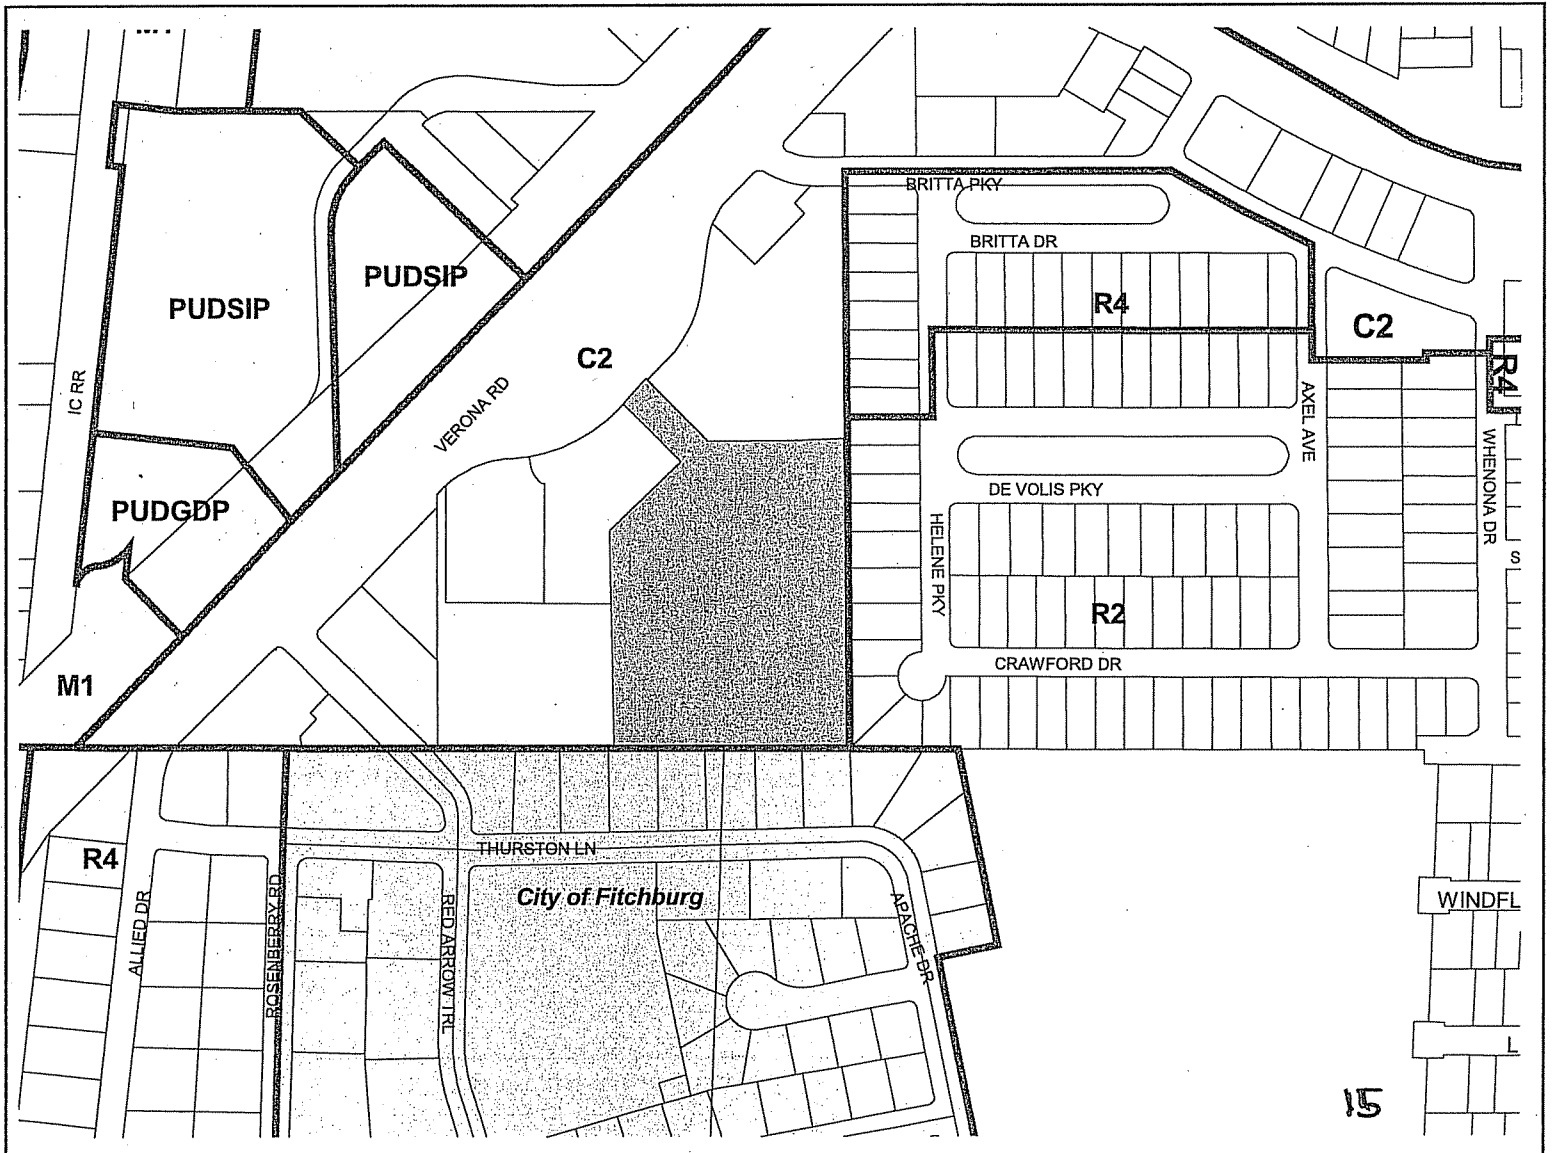 BRITTA PKY
BRITTA DR
PUDSIP
PUDSIP
R4
C2
C2
R4
IC RR
VERONA RD
AXEL AVE
WHENONA DR
DE VOLIS PKY
PUDGDP
HELENE PKY
S
R2
CRAWFORD DR
M1
THURSTON LN
R4
City of Fitchburg
WINDFL
ALLIED DR
ROSENBERRY RD
RED ARROW TRL
APACHE DR
L
15